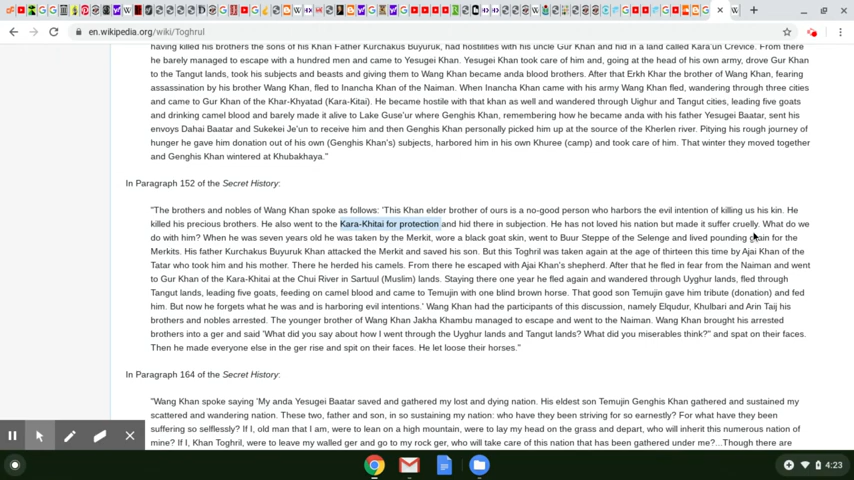 en.wikipedia.org/wiki/Toghrul
having killed his brothers the sons of his Khan Father Kurchakus Buyuruk, had hostilities with his uncle Gur Khan and hid in a land called Kara'un Crevice. From there
he barely managed to escape with a hundred men and came to Yesugei Khan. Yesugei Khan took care of him and, going at the head of his own army, drove Gur Khan
to the Tangut lands, took his subjects and beasts and giving them to Wang Khan became anda blood brothers. After that Erkh Khar the brother of Wang Khan, fearing
assassination by his brother Wang Khan, fled to Inancha Khan of the Naiman. When Inancha Khan came with his army Wang Khan fled, wandering through three cities
and came to Gur Khan of the Khar-Khyatad (Kara-Kitai). He became hostile with that khan as well and wandered through Uighur and Tangut cities, leading five goats
and drinking camel blood and barely made it alive to Lake Guse'ur where Genghis Khan, remembering how he became anda with his father Yesugei Baatar, sent his
envoys Dahai Baatar and Sukekei Je'un to receive him and then Genghis Khan personally picked him up at the source of the Kherlen river. Pitying his rough journey of
hunger he gave him donation out of his own (Genghis Khan's) subjects, harbored him in his own Khuree (camp) and took care of him. That winter they moved together
and Genghis Khan wintered at Khubakhaya."
In Paragraph 152 of the Secret History:
"The brothers and nobles of Wang Khan spoke as follows: 'This Khan elder brother of ours is a no-good person who harbors the evil intention of killing us his kin. He
killed his precious brothers. He also went to the Kara-Khitai for protection and hid there in subjection. He has not loved his nation but made it suffer cruelly. What do we
do with him? When he was seven years old he was taken by the Merkit, wore a black goat skin, went to Buur Steppe of the Selenge and lived pounding grain for the
Merkits. His father Kurchakus Buyuruk Khan attacked the Merkit and saved his son. But this Toghril was taken again at the age of thirteen this time by Ajai Khan of the
Tatar who took him and his mother. There he herded his camels. From there he escaped with Ajai Khan's shepherd. After that he fled in fear from the Naiman and went
to Gur Khan of the Kara-Khitai at the Chui River in Sartuul (Muslim) lands. Staying there one year he fled again and wandered through Uyghur lands, fled through
Tangut lands, leading five goats, feeding on camel blood and came to Temujin with one blind brown horse. That good son Temujin gave him tribute (donation) and fed
him. But now he forgets what he was and is harboring evil intentions.' Wang Khan had the participants of this discussion, namely Elqudur, Khulbari and Arin Taij his
brothers and nobles arrested. The younger brother of Wang Khan Jakha Khambu managed to escape and went to the Naiman. Wang Khan brought his arrested
brothers into a ger and said 'What did you say about how I went through the Uyghur lands and Tangut lands? What did you miserables think?'" and spat on their faces.
Then he made everyone else in the ger rise and spit on their faces. He let loose their horses."
In Paragraph 164 of the Secret History:
"Wang Khan spoke saying 'My anda Yesugei Baatar saved and gathered my lost and dying nation. His eldest son Temujin Genghis Khan gathered and sustained my
scattered and wandering nation. These two, father and son, in so sustaining my nation: who have they been striving for so earnestly? For what have they been
suffering so selflessly? If I, old man that I am, were to lean on a high mountain, were to lay my head on the grass and depart, who will inherit this numerous nation of
mine? If I, Khan Toghril, were to leave my walled ger and go to my rock ger, who will take care of this nation that has been gathered under me?...Though there are
4:23